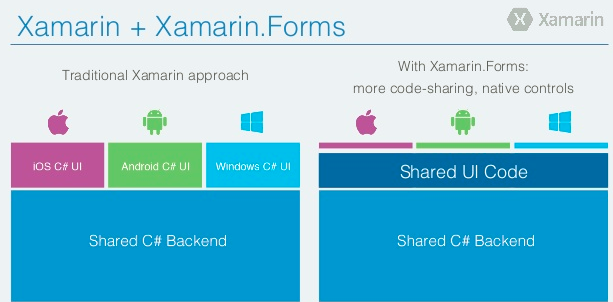 Xamarin + Xamarin.Forms
Xamarin
Traditional Xamarin approach
iOS C# UI
Android C# UI
Windows C# UI
Shared C# Backend
With Xamarin.Forms:
more code-sharing, native controls
Shared UI Code
Shared C# Backend